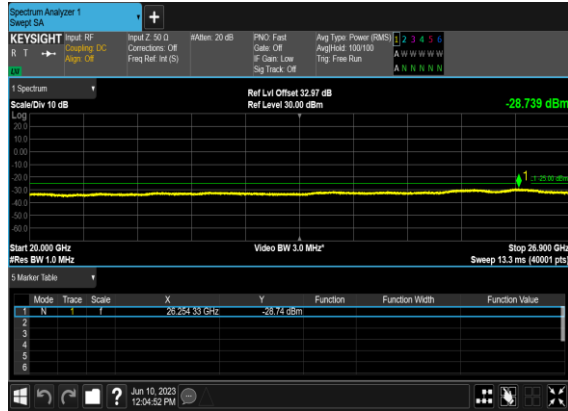 Spectrum Analyzer 1
Swept SA
+
KEYSIGHT Input: RF Input Z: 50 Ω #Atten: 20 dB PNO: Fast Avg Type: Power (RMS) 1 2 3 4 5 6
R T Coupling: DC Corrections: Off Gate: Off Avg|Hold: 100/100 A W W W W W
Align: Off Freq Ref: Int (S) IF Gain: Low Trig: Free Run
Sig Track: Off A N N N N N
1 Spectrum
Ref Lvl Offset 32.97 dB
Scale/Div 10 dB Ref Level 30.00 dBm -28.739 dBm
Log
20.0
10.0
0.00
-10.0
-20.0 1
-30.0
-40.0
-50.0
-60.0
Start 20.000 GHz Video BW 3.0 MHz* Stop 26.900 GHz
#Res BW 1.0 MHz Sweep 13.3 ms (40001 pts)
5 Marker Table
Mode Trace Scale X Y Function Function Width Function Value
1 N 1 f 26.254 33 GHz -28.74 dBm
2
3
4
5
6
? Jun 10, 2023
12:04:52 PM